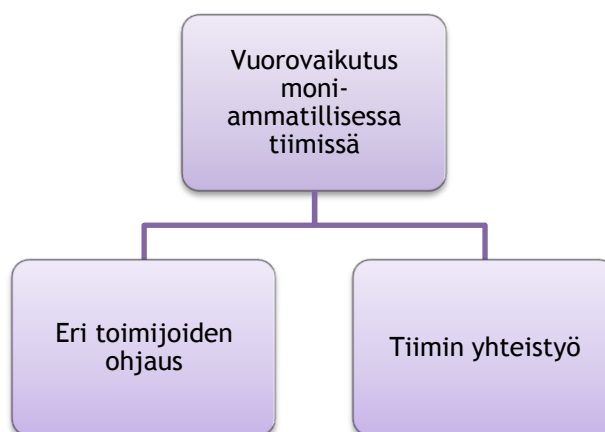 Vuorovaikutus
moni-
ammatillisessa
tiimissä
Eri toimijoiden
ohjaus
Tiimin yhteistyö